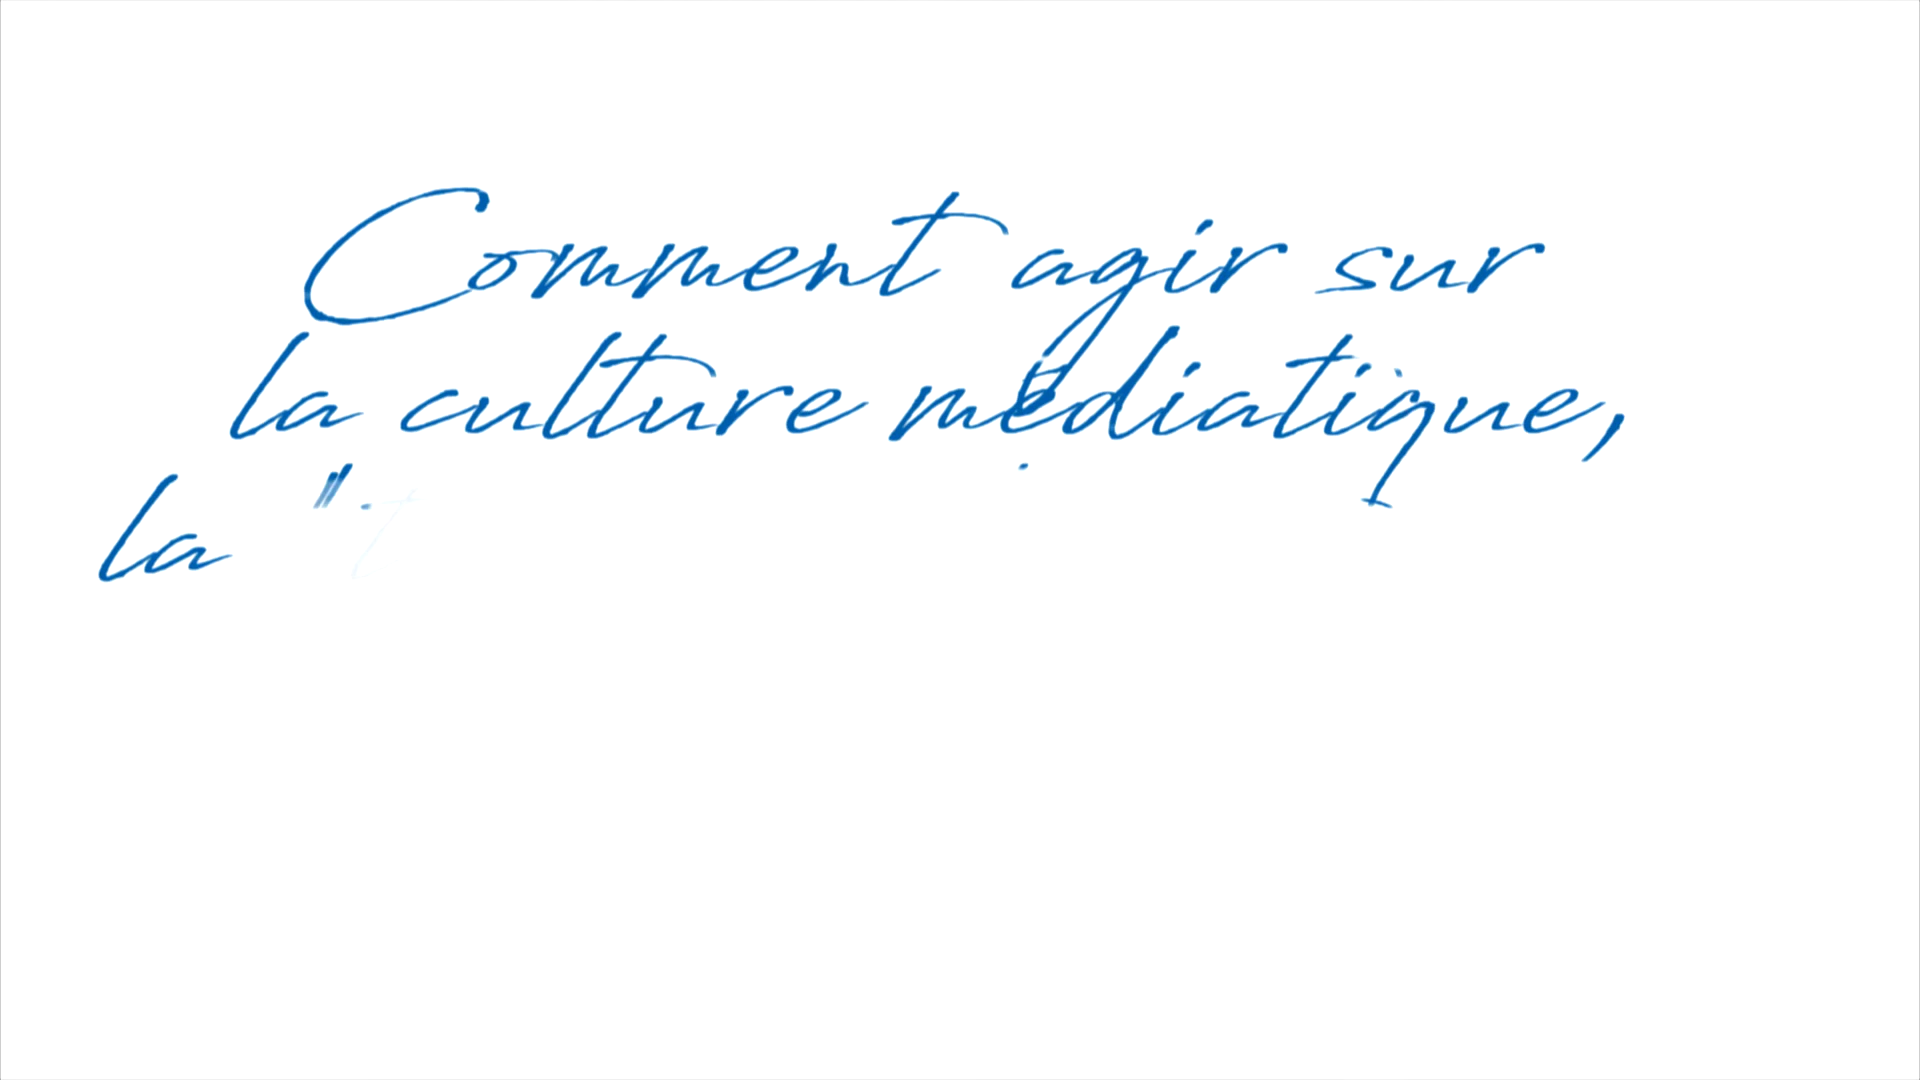 Comment agir sur
la culture médiatique,
la "